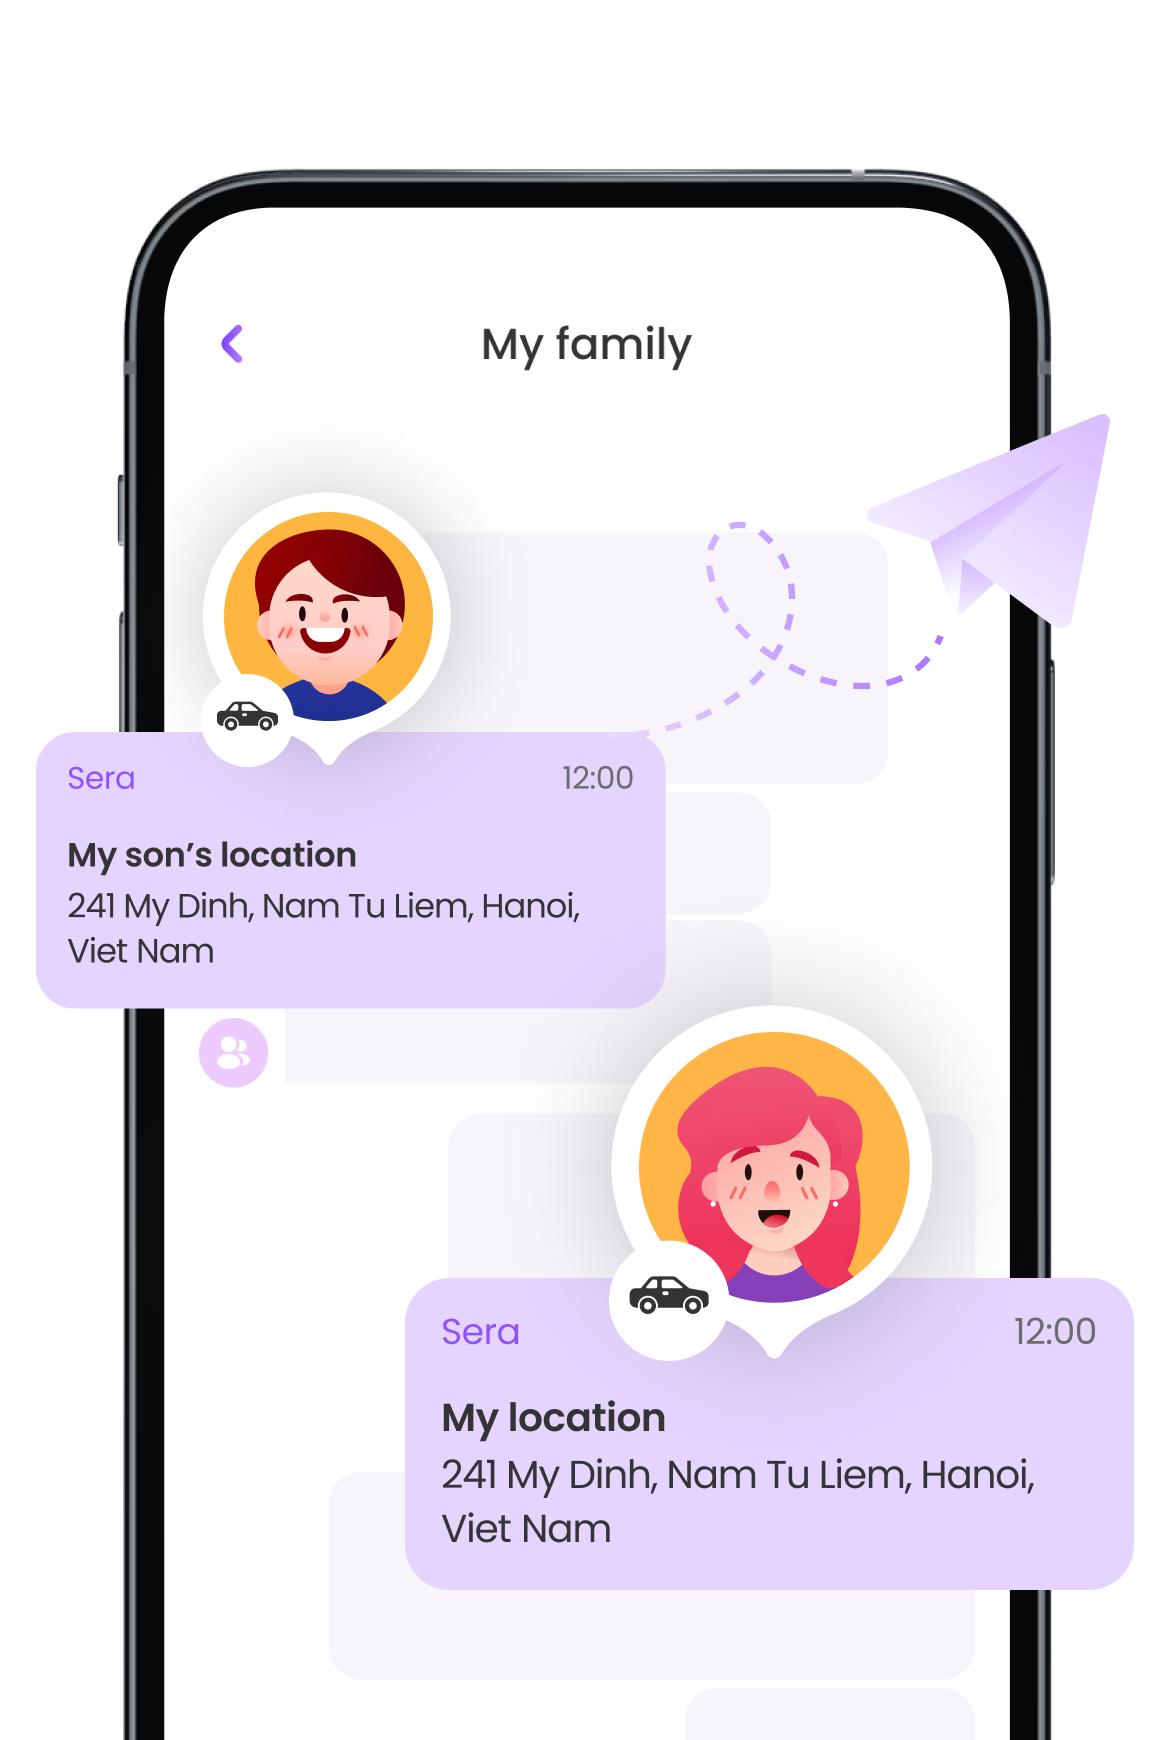 My family
Sera
12:00
My son’s location
241 My Dinh, Nam Tu Liem, Hanoi,
Viet Nam
Sera
12:00
My location
241 My Dinh, Nam Tu Liem, Hanoi,
Viet Nam